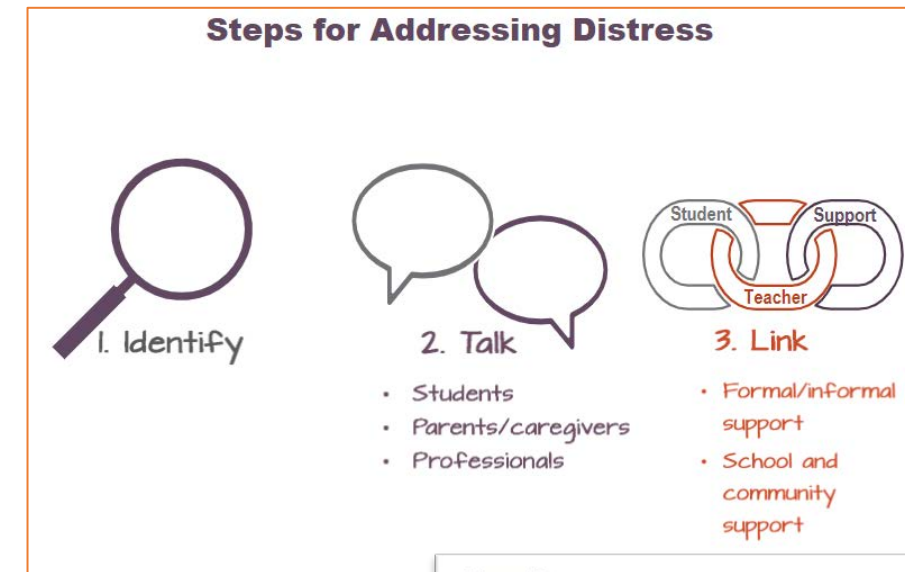 Steps for Addressing Distress
1. Identify
2. Talk
• Students
• Parents/caregivers
• Professionals
Student
Support
Teacher
3. Link
• Formal/informal
support
• School and
community
support